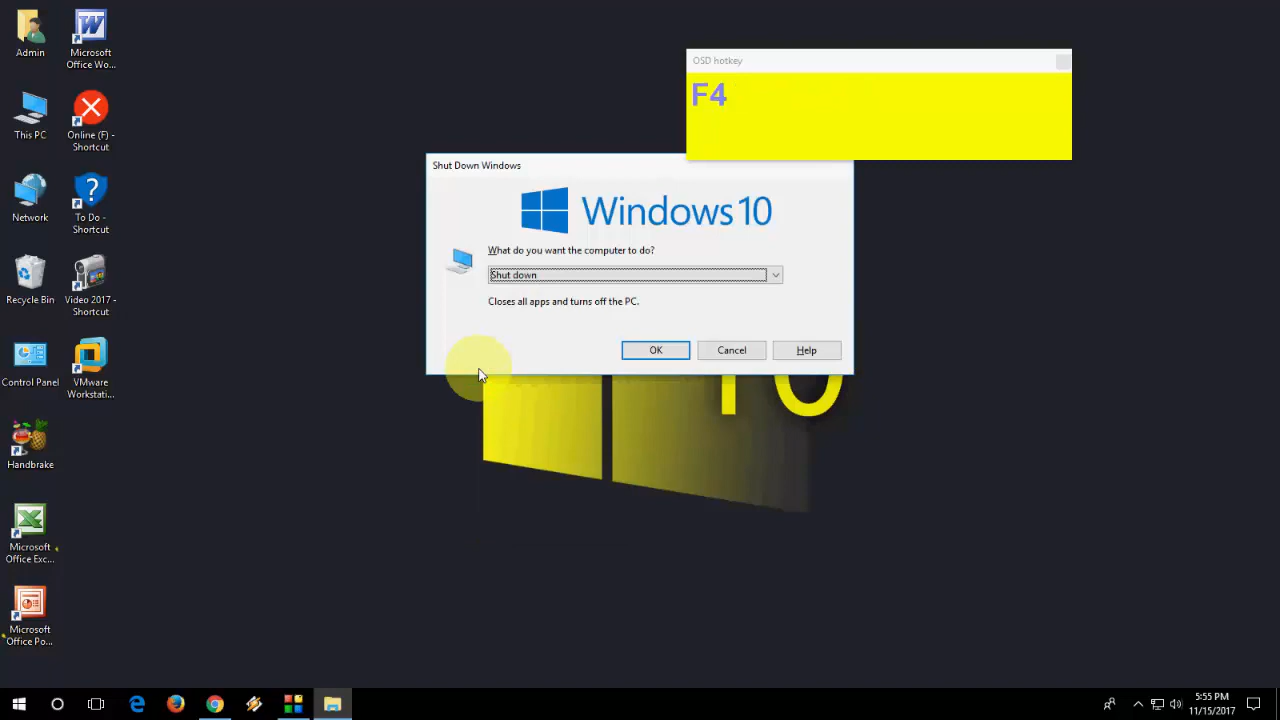 Admin
Microsoft
Office Wo...
This PC
Online (F) -
Shortcut
Network
To Do -
Shortcut
Recycle Bin
Video 2017 -
Shortcut
Control Panel
VMware
Workstati...
Handbrake
Microsoft
Office Exc...
Microsoft
Office Po...
OSD hotkey
F4
Shut Down Windows
Windows 10
What do you want the computer to do?
Shut down
Closes all apps and turns off the PC.
OK
Cancel
Help
10
5:55 PM
11/15/2017